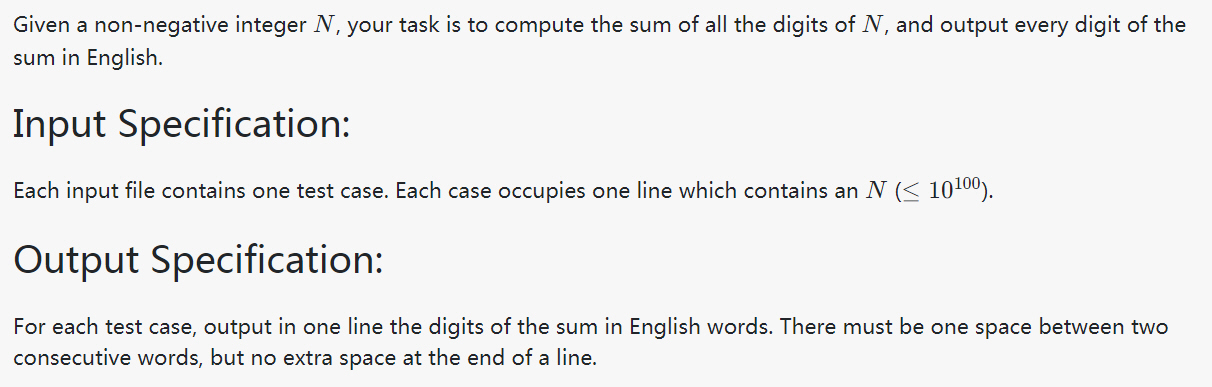 Given a non-negative integer N, your task is to compute the sum of all the digits of N, and output every digit of the
sum in English.
Input Specification:
Each input file contains one test case. Each case occupies one line which contains an N (≤ 10^100).
Output Specification:
For each test case, output in one line the digits of the sum in English words. There must be one space between two
consecutive words, but no extra space at the end of a line.